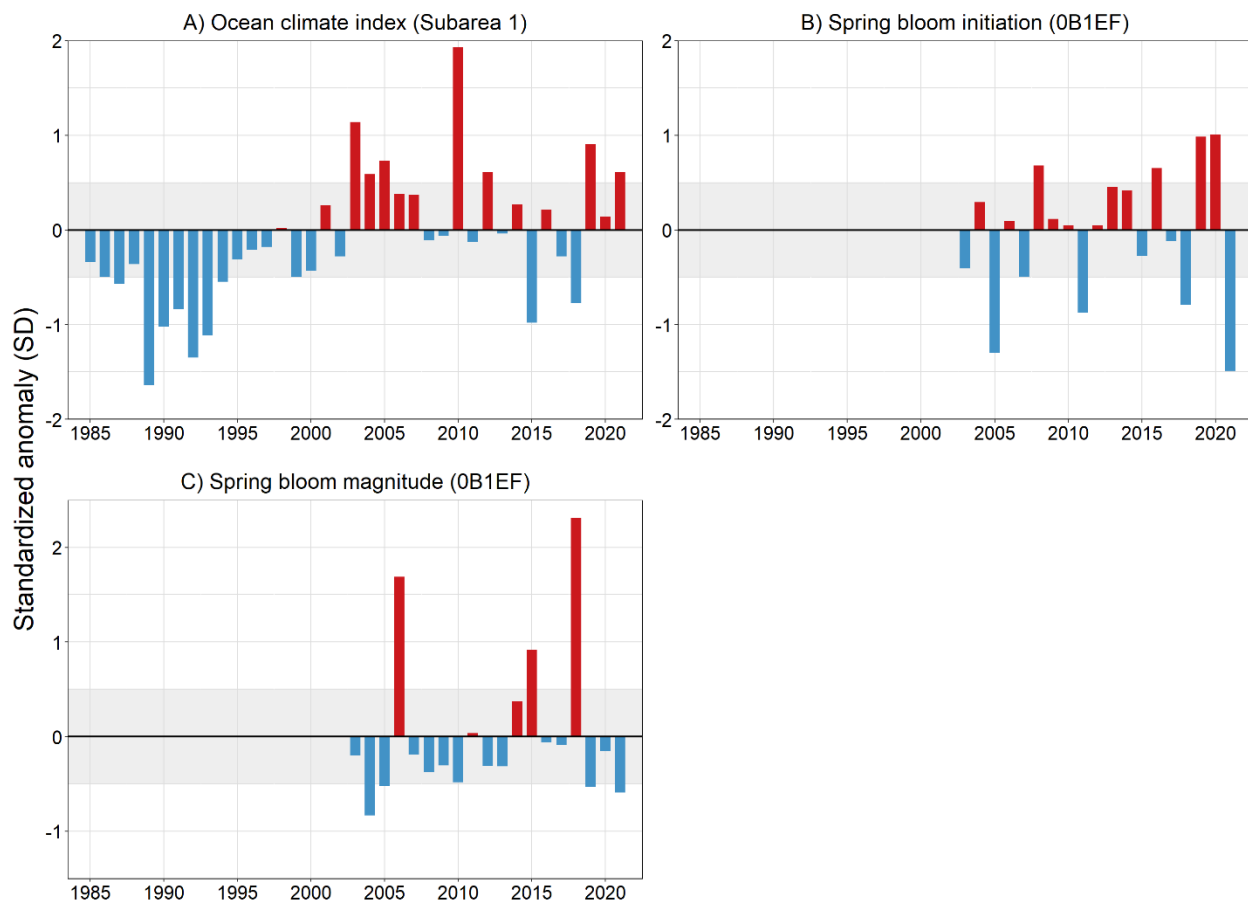 A) Ocean climate index (Subarea 1)
2
1
0
-1
-2
1985 1990 1995 2000 2005 2010 2015 2020
B) Spring bloom initiation (0B1EF)
2
1
0
-1
-2
1985 1990 1995 2000 2005 2010 2015 2020
Standardized anomaly (SD)
C) Spring bloom magnitude (0B1EF)
2
1
0
-1
1985 1990 1995 2000 2005 2010 2015 2020